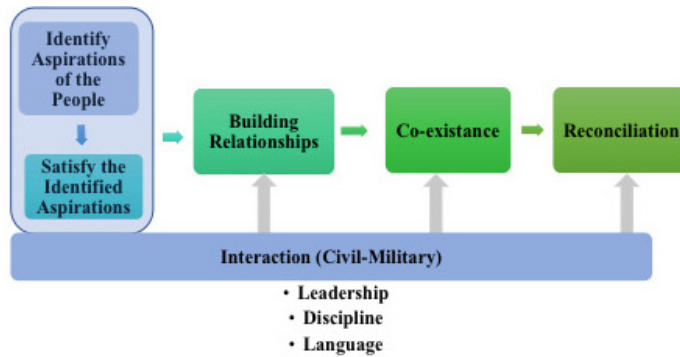 Identify
Aspirations
of the
People
Satisfy the
Identified
Aspirations
Building
Relationships
Co-existance
Reconciliation
Interaction (Civil-Military)
• Leadership
• Discipline
• Language